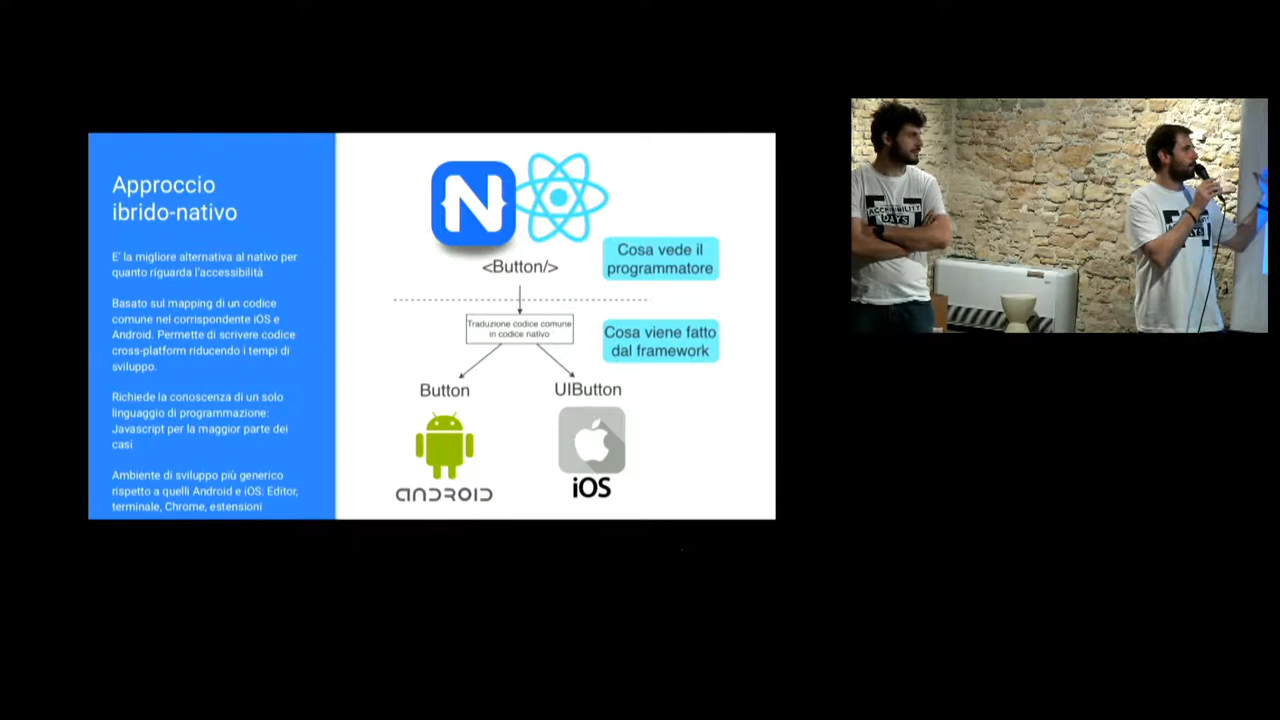 Approccio
ibrido-nativo
E' la migliore alternativa al nativo per
quanto riguarda l'accessibilità
Basato sul mapping di un codice
comune nel corrispondente iOS e
Android. Permette di scrivere codice
cross-platform riducendo i tempi di
sviluppo.
Richiede la conoscenza di un solo
linguaggio di programmazione:
Javascript per la maggior parte dei
casi
Ambiente di sviluppo più generico
rispetto a quelli Android e iOS: Editor,
terminale, Chrome, estensioni
N
<Button/>
Cosa vede il
programmatore
Traduzione codice comune
in codice nativo
Cosa viene fatto
dal framework
Button
UIButton
ANDROID
iOS
ACCESSIBILITY
DAYS